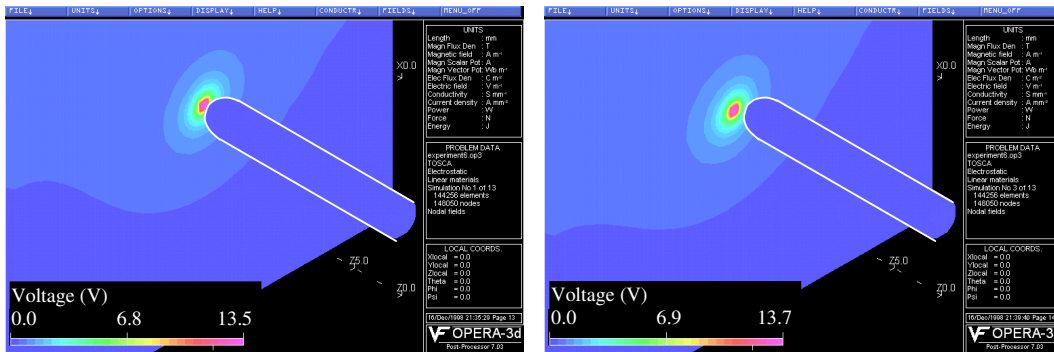 FILE↓ UNITS↓ OPTIONS↓ DISPLAY↓ HELP↓ CONDUCTR↓ FIELDS↓ MENU_OFF
X0.0
Z5.0
Z0.0
UNITS
Length : mm
Magn Flux Den : T
Magnetic field : A m⁻¹
Magn Scalar Pot : A
Magn Vector Pot : Wb m⁻¹
Elec Flux Den : C m⁻²
Electric field : V m⁻¹
Conductivity : S mm⁻¹
Current density : A mm⁻²
Power : W
Force : N
Energy : J
PROBLEM DATA
experiment6.op3
TOSCA
Electrostatic
Linear materials
Simulation No 1 of 13
144256 elements
148050 nodes
Nodal fields
LOCAL COORDS.
Xlocal = 0.0
Ylocal = 0.0
Zlocal = 0.0
Theta = 0.0
Phi = 0.0
Psi = 0.0
Voltage (V)
0.0 6.8 13.5
16/Dec/1998 21:35:29 Page 13
VF OPERA-3d
Post-Processor 7.03
FILE↓ UNITS↓ OPTIONS↓ DISPLAY↓ HELP↓ CONDUCTR↓ FIELDS↓ MENU_OFF
X0.0
Z5.0
Z0.0
UNITS
Length : mm
Magn Flux Den : T
Magnetic field : A m⁻¹
Magn Scalar Pot : A
Magn Vector Pot : Wb m⁻¹
Elec Flux Den : C m⁻²
Electric field : V m⁻¹
Conductivity : S mm⁻¹
Current density : A mm⁻²
Power : W
Force : N
Energy : J
PROBLEM DATA
experiment6.op3
TOSCA
Electrostatic
Linear materials
Simulation No 3 of 13
144256 elements
148050 nodes
Nodal fields
LOCAL COORDS.
Xlocal = 0.0
Ylocal = 0.0
Zlocal = 0.0
Theta = 0.0
Phi = 0.0
Psi = 0.0
Voltage (V)
0.0 6.9 13.7
16/Dec/1998 21:39:40 Page 14
VF OPERA-3d
Post-Processor 7.03